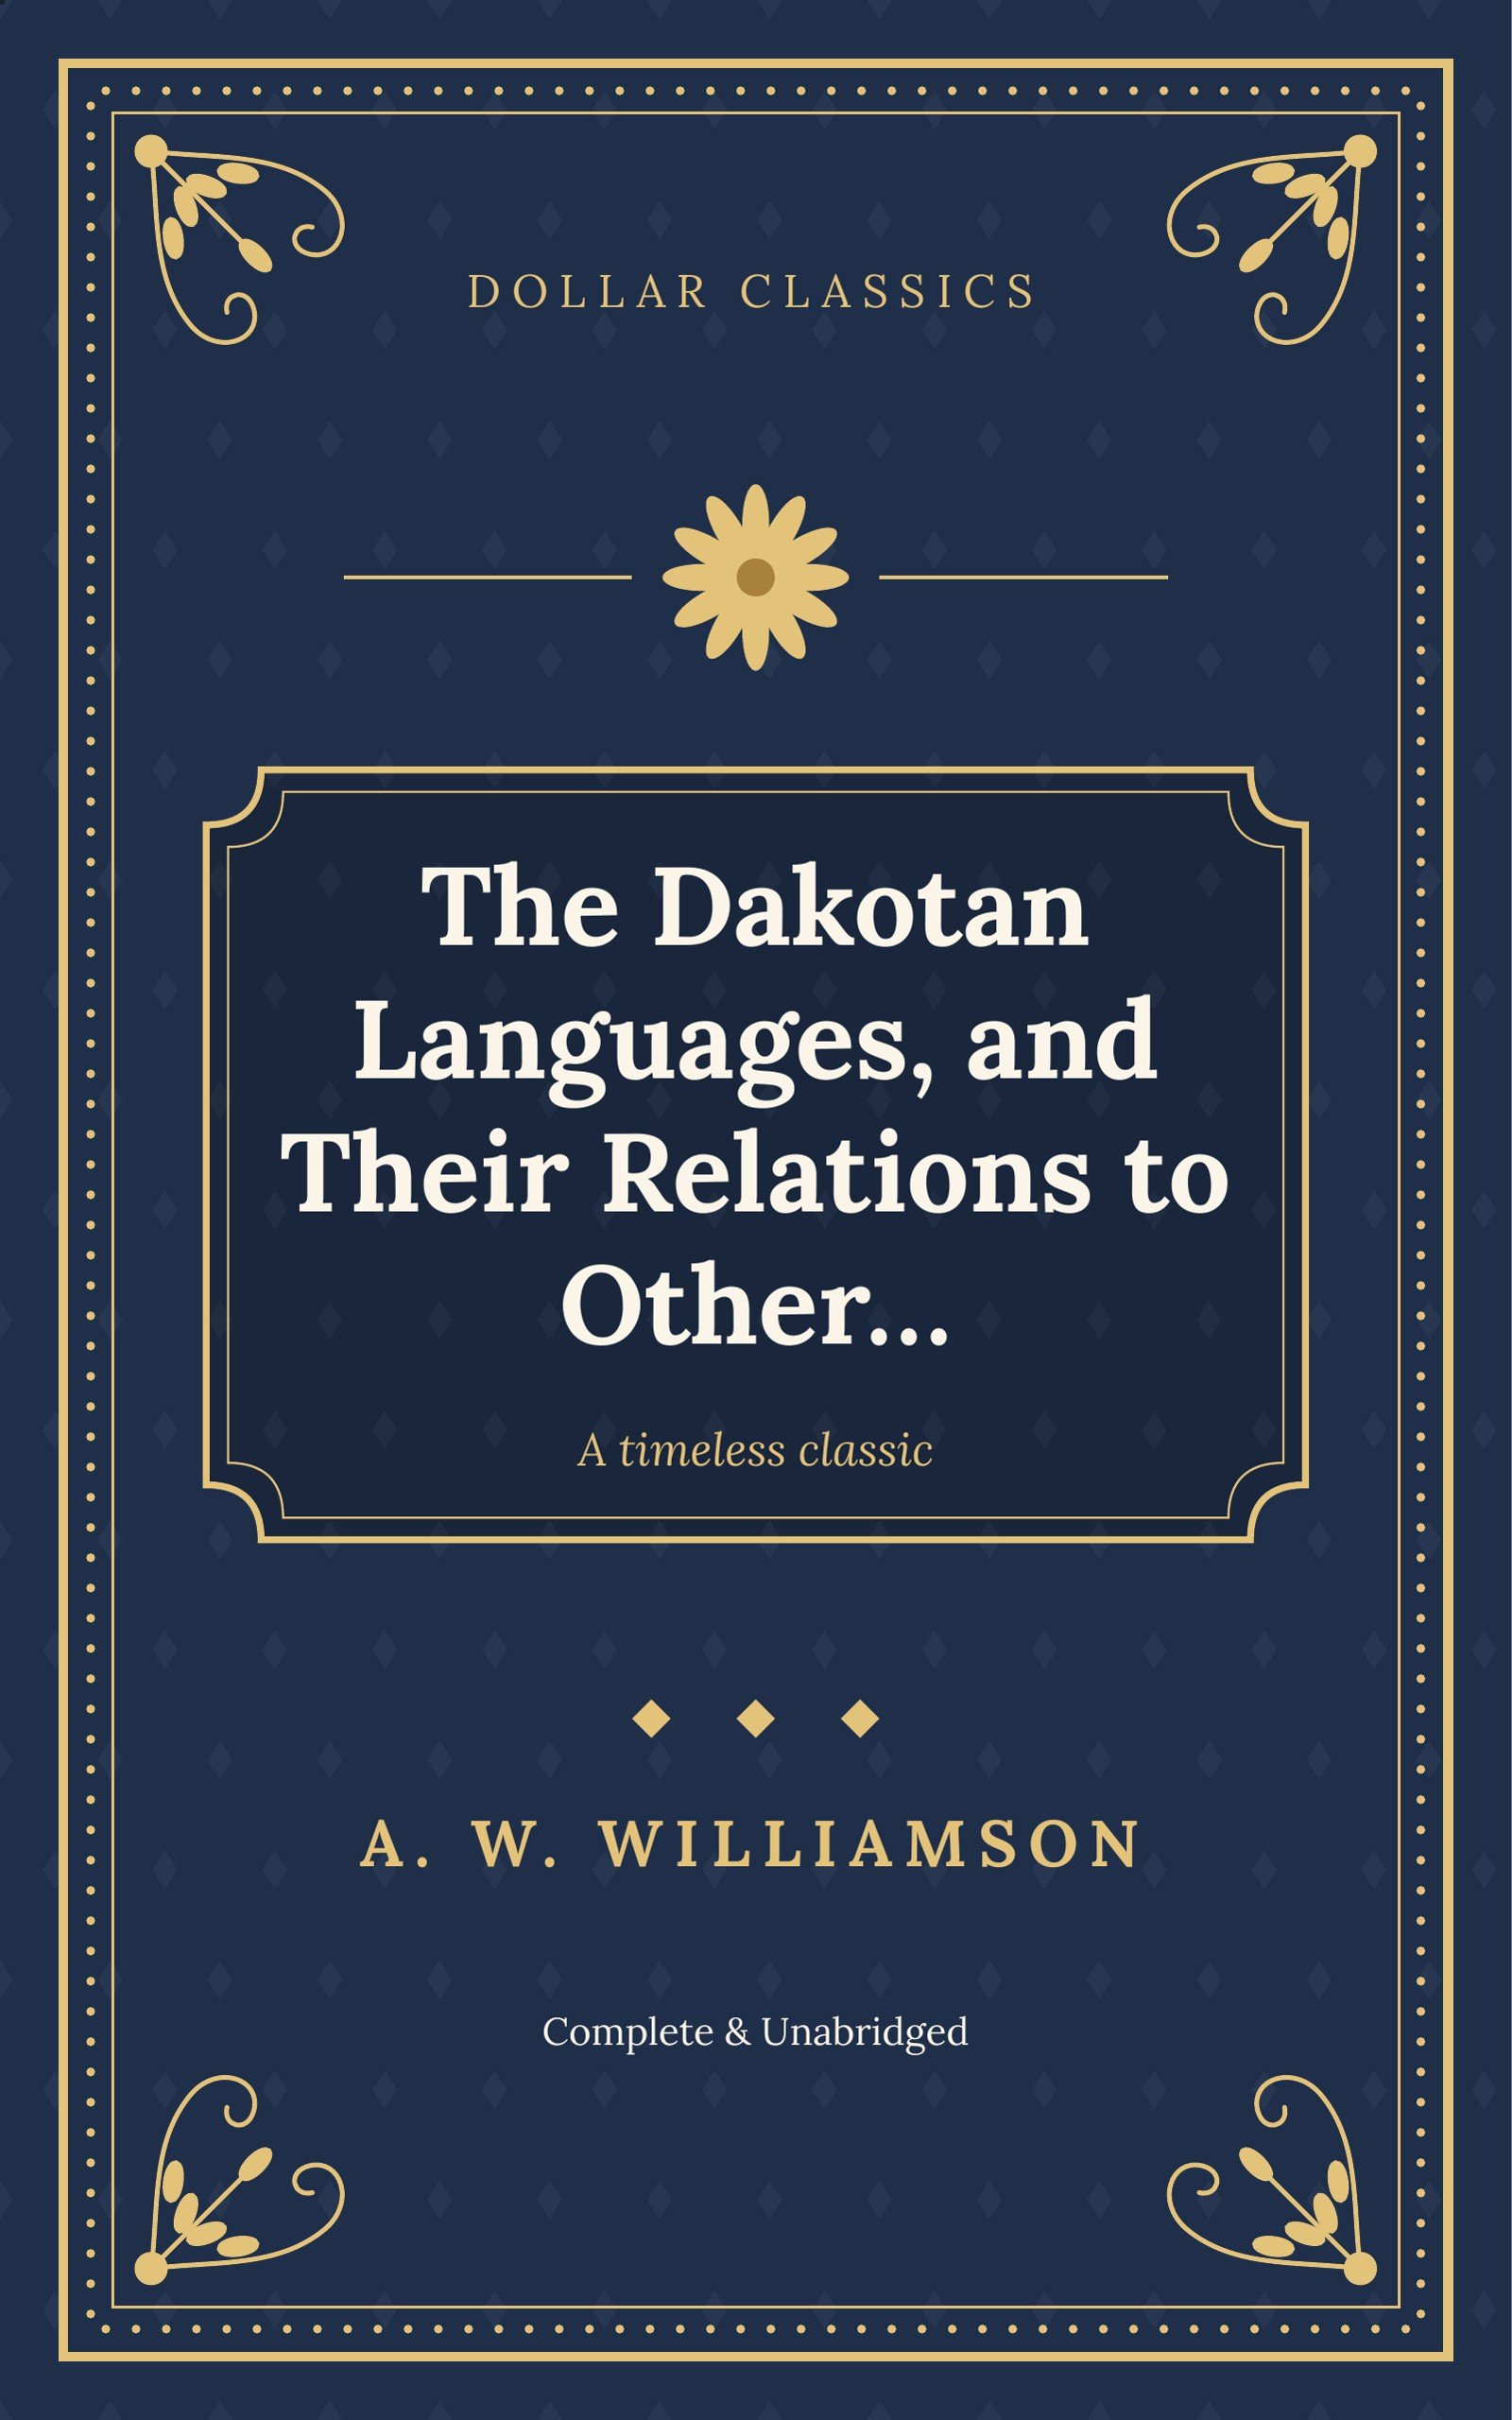 DOLLAR CLASSICS
The Dakotan
Languages, and
Their Relations to
Other...
A timeless classic
A. W. WILLIAMSON
Complete & Unabridged